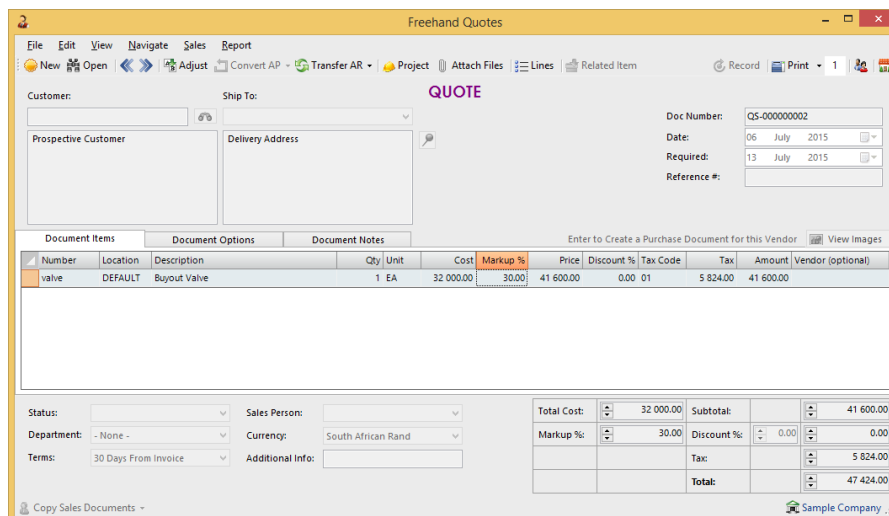 Freehand Quotes
File Edit View Navigate Sales Report
New Open Adjust Convert AP Transfer AR Project Attach Files Lines Related Item Record Print 1
Customer: Ship To: QUOTE
Doc Number: QS-000000002
Prospective Customer Delivery Address
Date: 06 July 2015
Required: 13 July 2015
Reference #:
Document Items Document Options Document Notes Enter to Create a Purchase Document for this Vendor View Images
Number Location Description Qty Unit Cost Markup % Price Discount % Tax Code Tax Amount Vendor (optional)
valve DEFAULT Buyout Valve 1 EA 32 000.00 30.00 41 600.00 0.00 01 5 824.00 41 600.00
Status: Sales Person: Total Cost: 32 000.00 Subtotal: 41 600.00
Department: - None - Currency: South African Rand Markup %: 30.00 Discount %: 0.00 0.00
Terms: 30 Days From Invoice Additional Info: Tax: 5 824.00
Total: 47 424.00
Copy Sales Documents Sample Company